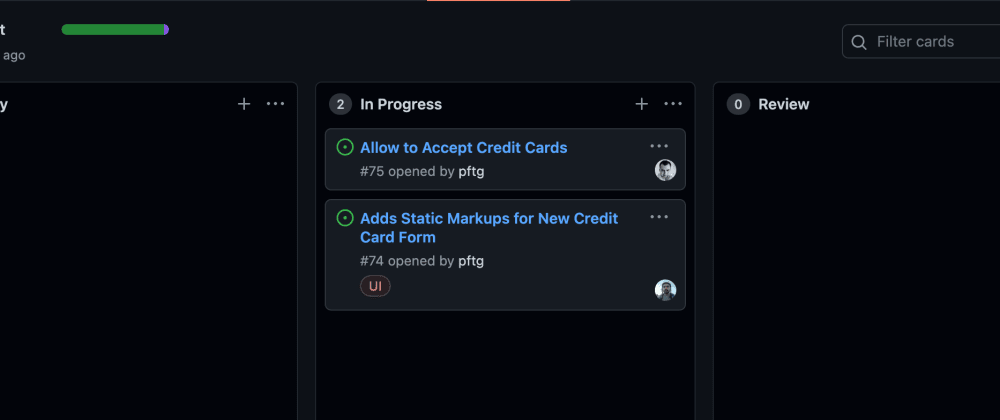 t
ago
Filter cards
y
2 In Progress
Allow to Accept Credit Cards
#75 opened by pftg
Adds Static Markups for New Credit
Card Form
#74 opened by pftg
UI
0 Review